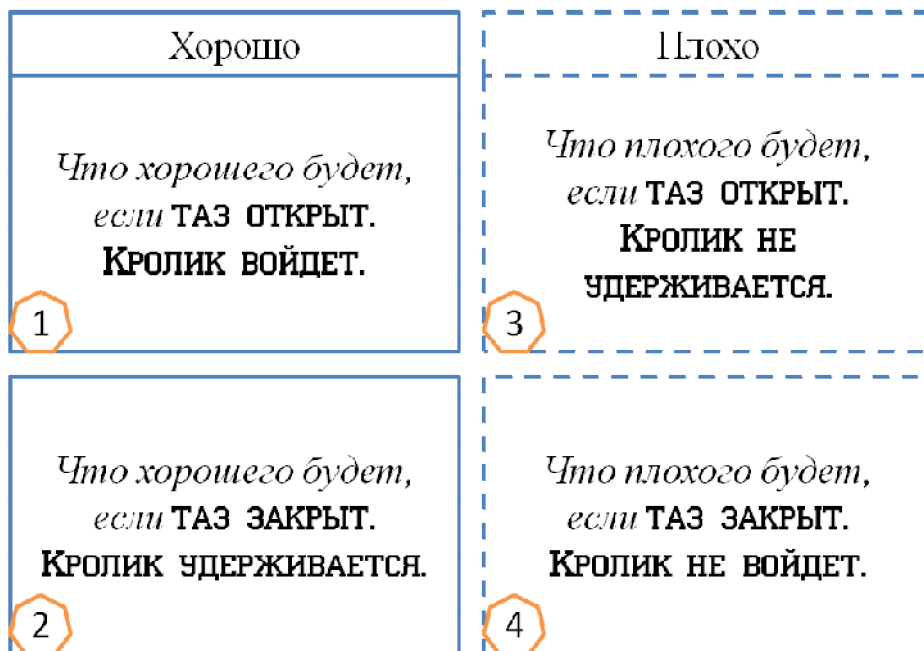 Хорошо
Что хорошего будет,
если ТАЗ ОТКРЫТ.
КРОЛИК ВОЙДЕТ.
1
Плохо
Что плохого будет,
если ТАЗ ОТКРЫТ.
КРОЛИК НЕ
УДЕРЖИВАЕТСЯ.
3
Что хорошего будет,
если ТАЗ ЗАКРЫТ.
КРОЛИК УДЕРЖИВАЕТСЯ.
2
Что плохого будет,
если ТАЗ ЗАКРЫТ.
КРОЛИК НЕ ВОЙДЕТ.
4